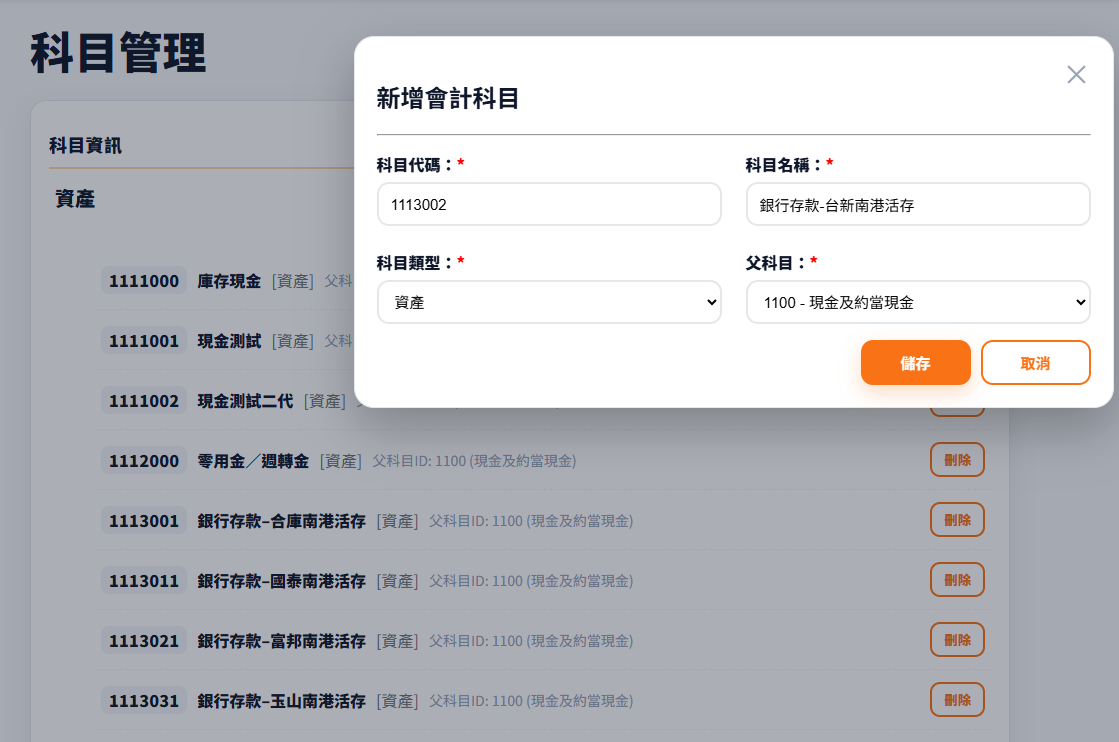 科目管理
科目資訊
資產
1111000 庫存現金 [資產] 父科
1111001 現金測試 [資產] 父科
1111002 現金測試二代 [資產]
1112000 零用金／週轉金 [資產] 父科目ID: 1100 (現金及約當現金) 刪除
1113001 銀行存款–合庫南港活存 [資產] 父科目ID: 1100 (現金及約當現金) 刪除
1113011 銀行存款–國泰南港活存 [資產] 父科目ID: 1100 (現金及約當現金) 刪除
1113021 銀行存款–富邦南港活存 [資產] 父科目ID: 1100 (現金及約當現金) 刪除
1113031 銀行存款–玉山南港活存 [資產] 父科目ID: 1100 (現金及約當現金) 刪除
新增會計科目
科目代碼：* 科目名稱：*
1113002 銀行存款-台新南港活存
科目類型：* 父科目：*
資產 1100 - 現金及約當現金
儲存 取消